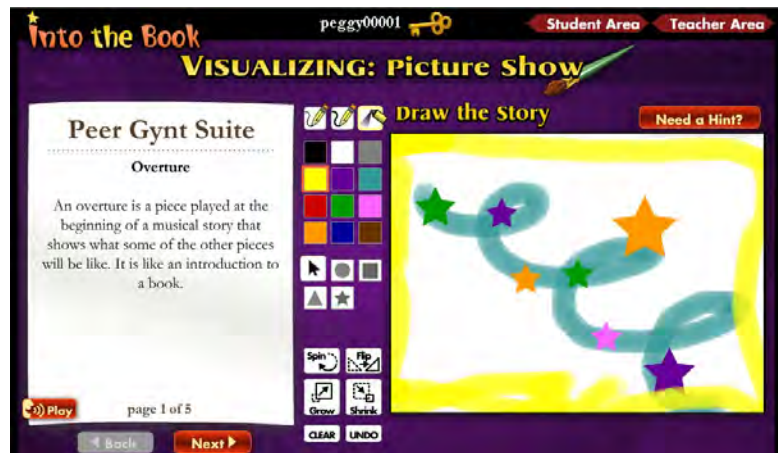 Into the Book
peggy00001
Student Area
Teacher Area
VISUALIZING: Picture Show
Peer Gynt Suite
Overture
An overture is a piece played at the
beginning of a musical story that
shows what some of the other pieces
will be like. It is like an introduction to
a book.
Play
page 1 of 5
Back
Next
Draw the Story
Need a Hint?
Spin
Flip
Grow
Shrink
CLEAR
UNDO